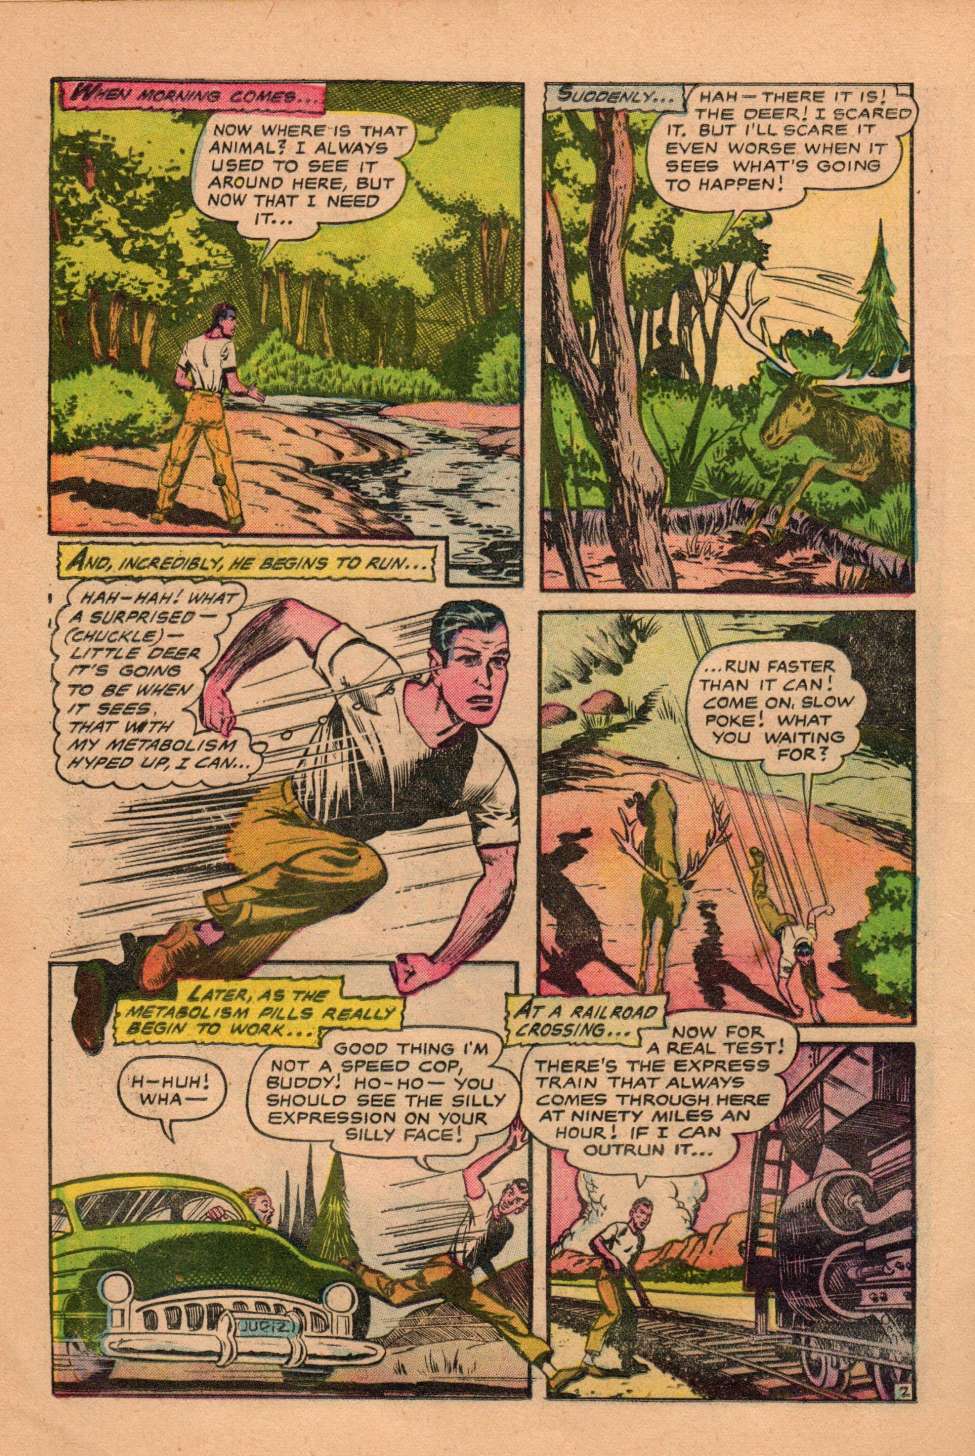 WHEN MORNING COMES...
NOW WHERE IS THAT
ANIMAL? I ALWAYS
USED TO SEE IT
AROUND HERE, BUT
NOW THAT I NEED
IT...
SUDDENLY...
HAH—THERE IT IS!
THE DEER! I SCARED
IT. BUT I'LL SCARE IT
EVEN WORSE WHEN IT
SEES WHAT'S GOING
TO HAPPEN!
AND, INCREDIBLY, HE BEGINS TO RUN...
HAH-HAH! WHAT
A SURPRISED—
(CHUCKLE)—
LITTLE DEER
IT'S GOING
TO BE WHEN
IT SEES.
THAT WITH
MY METABOLISM
HYPED UP, I CAN...
...RUN FASTER
THAN IT CAN!
COME ON, SLOW
POKE! WHAT
YOU WAITING
FOR?
LATER, AS THE
METABOLISM PILLS REALLY
BEGIN TO WORK...
H-HUH!
WHA—
GOOD THING I'M
NOT A SPEED COP,
BUDDY! HO-HO— YOU
SHOULD SEE THE SILLY
EXPRESSION ON YOUR
SILLY FACE!
AT A RAILROAD
CROSSING...
NOW FOR
A REAL TEST!
THERE'S THE EXPRESS
TRAIN THAT ALWAYS
COMES THROUGH HERE
AT NINETY MILES AN
HOUR! IF I CAN
OUTRUN IT...
2